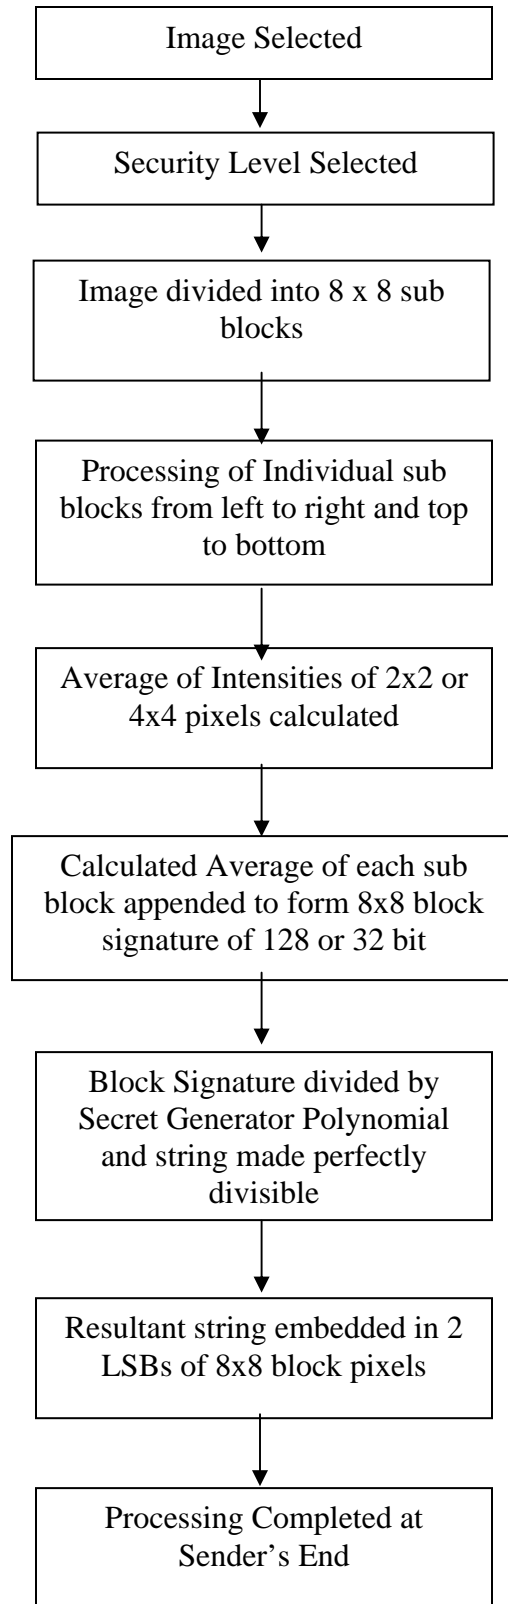 Image Selected
Security Level Selected
Image divided into 8 x 8 sub
blocks
Processing of Individual sub
blocks from left to right and top
to bottom
Average of Intensities of 2x2 or
4x4 pixels calculated
Calculated Average of each sub
block appended to form 8x8 block
signature of 128 or 32 bit
Block Signature divided by
Secret Generator Polynomial
and string made perfectly
divisible
Resultant string embedded in 2
LSBs of 8x8 block pixels
Processing Completed at
Sender’s End